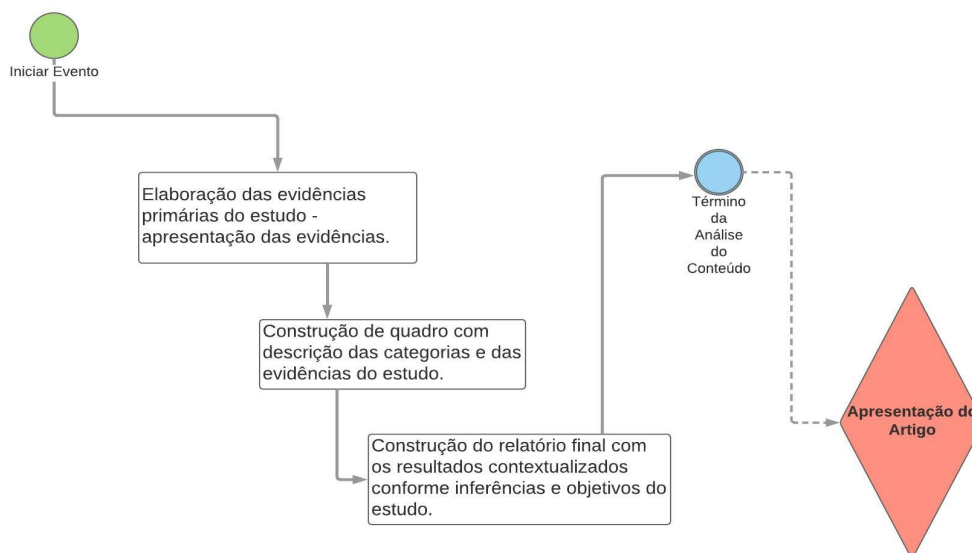 Iniciar Evento
Elaboração das evidências
primárias do estudo -
apresentação das evidências.
Construção de quadro com
descrição das categorias e das
evidências do estudo.
Construção do relatório final com
os resultados contextualizados
conforme inferências e objetivos do
estudo.
Término
da
Análise
do
Conteúdo
Apresentação do
Artigo